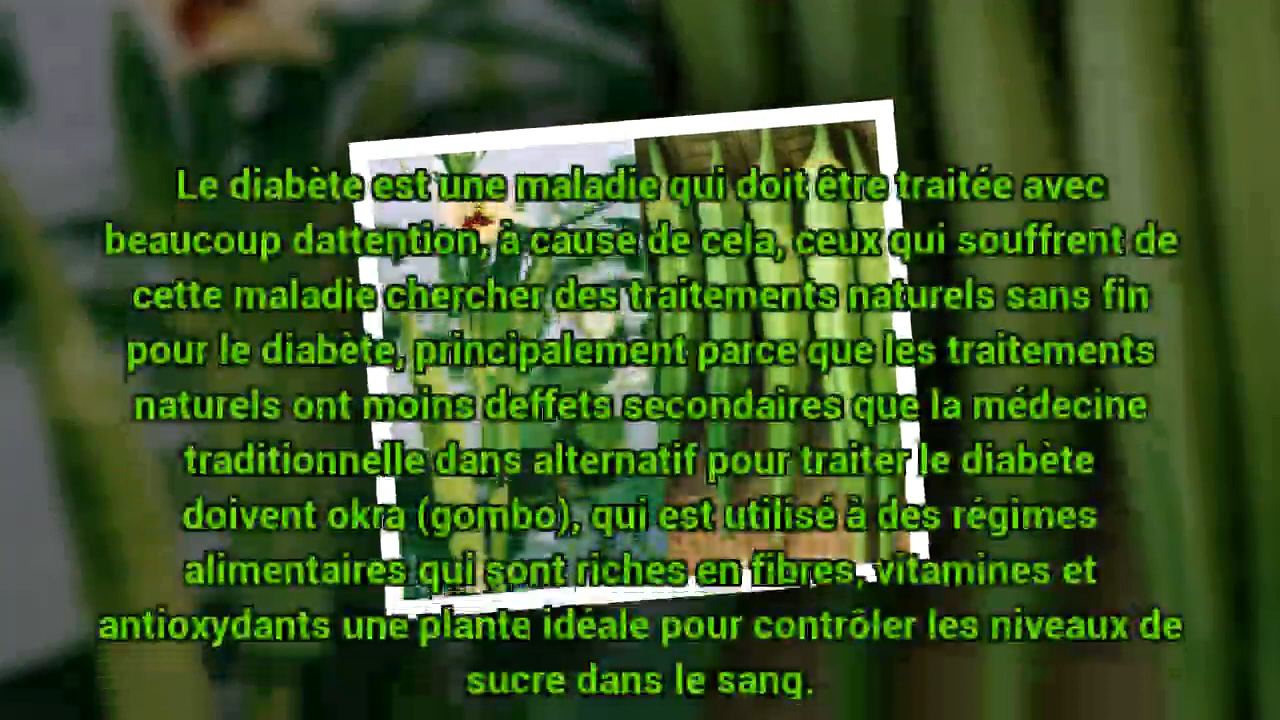 Le diabète est une maladie qui doit être traitée avec
beaucoup dattention, à cause de cela, ceux qui souffrent de
cette maladie chercher des traitements naturels sans fin
pour le diabète, principalement parce que les traitements
naturels ont moins deffets secondaires que la médecine
traditionnelle dans alternatif pour traiter le diabète
doivent okra (gombo), qui est utilisé à des régimes
alimentaires qui sont riches en fibres, vitamines et
antioxydants une plante idéale pour contrôler les niveaux de
sucre dans le sang.